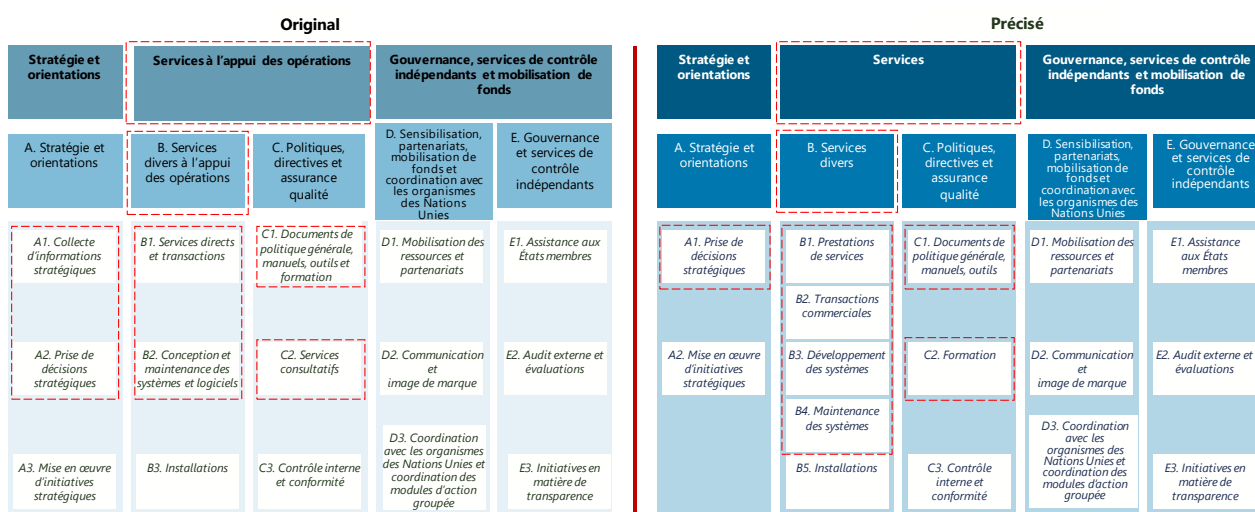 Original
Stratégie et
orientations
Services à l'appui des opérations
Gouvernance, services de contrôle
indépendants et mobilisation de
fonds
A. Stratégie et
orientations
B. Services
divers à l'appui
des opérations
C. Politiques,
directives et
assurance
qualité
D. Sensibilisation,
partenariats,
mobilisation de
fonds et
coordination avec
les organismes
des Nations
Unies
E. Gouvernance
et services de
contrôle
indépendants
A1. Collecte
d'informations
stratégiques
B1. Services directs
et transactions
C1. Documents de
politique générale,
manuels, outils et
formation
D1. Mobilisation des
ressources et
partenariats
E1. Assistance aux
États membres
A2. Prise de
décisions
stratégiques
B2. Conception et
maintenance des
systèmes et logiciels
C2. Services
consultatifs
D2. Communication
et
image de marque
E2. Audit externe et
évaluations
A3. Mise en œuvre
d'initiatives
stratégiques
B3. Installations
C3. Contrôle interne
et conformité
D3. Coordination
avec les organismes
des Nations Unies et
coordination des
modules d'action
groupée
E3. Initiatives en
matière de
transparence
Précisé
Stratégie et
orientations
Services
Gouvernance, services de contrôle
indépendants et mobilisation de
fonds
A. Stratégie et
orientations
B. Services
divers
C. Politiques,
directives et
assurance
qualité
D. Sensibilisation,
partenariats,
mobilisation de
fonds et
coordination avec
les organismes des
Nations Unies
E. Gouvernance
et services de
contrôle
indépendants
A1. Prise de
décisions
stratégiques
B1. Prestations
de services
C1. Documents de
politique générale,
manuels, outils
D1. Mobilisation des
ressources et
partenariats
E1. Assistance
aux États
membres
B2. Transactions
commerciales
A2. Mise en œuvre
d'initiatives
stratégiques
B3. Développement
des systèmes
C2. Formation
D2. Communication
et
image de marque
E2. Audit externe et
évaluations
B4. Maintenance
des systèmes
B5. Installations
C3. Contrôle
interne et
conformité
D3. Coordination
avec les
organismes des
Nations Unies et
coordination des
modules d'action
groupée
E3. Initiatives en
matière de
transparence